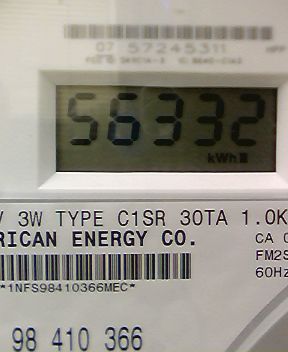 07 57245311
56332
kWh
3W TYPE C1SR 30TA 1.0K
RICAN ENERGY CO.
CA
FM2S
60Hz
*1NFS98410366MEC*
98 410 366